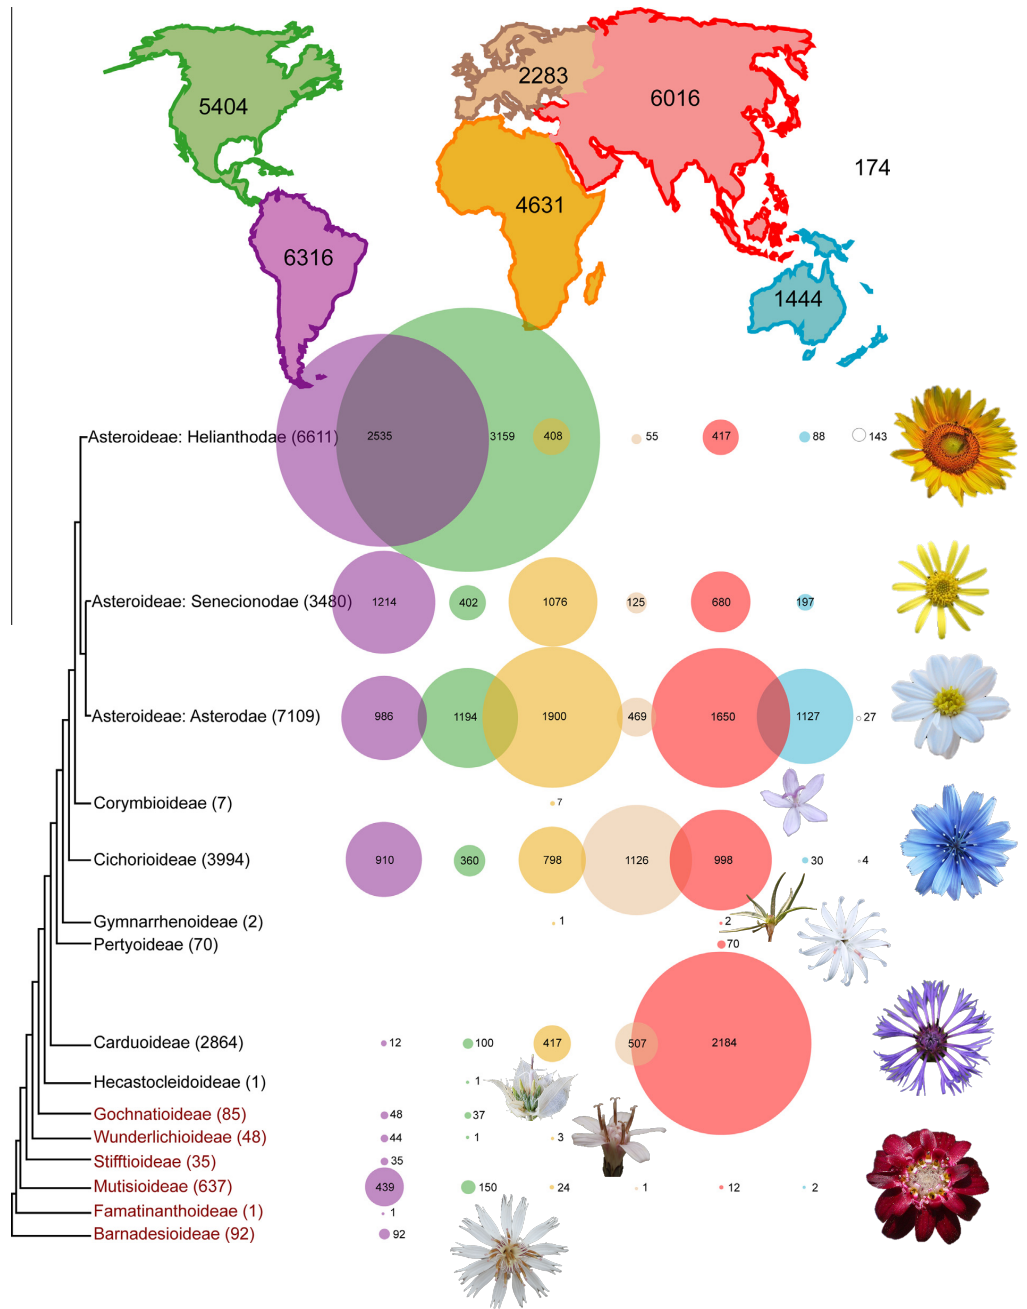 5404
2283
6016
174
4631
6316
1444
Asteroideae: Helianthodae (6611) 2535 3159 408 55 417 88 143
Asteroideae: Senecionodae (3480) 1214 402 1076 125 680 197
Asteroideae: Asterodae (7109) 986 1194 1900 469 1650 1127 27
Corymbioideae (7) 7
Cichorioideae (3994) 910 360 798 1126 998 30 4
Gymnarrhenoideae (2) 1 2
Pertyoideae (70) 70
Carduoideae (2864) 12 100 417 507 2184
Hecastocleidoideae (1) 1
Gochnatioideae (85) 48 37
Wunderlichioideae (48) 44 1 3
Stifftioideae (35) 35
Mutisioideae (637) 439 150 24 1 12 2
Famatinanthoideae (1) 1
Barnadesioideae (92) 92